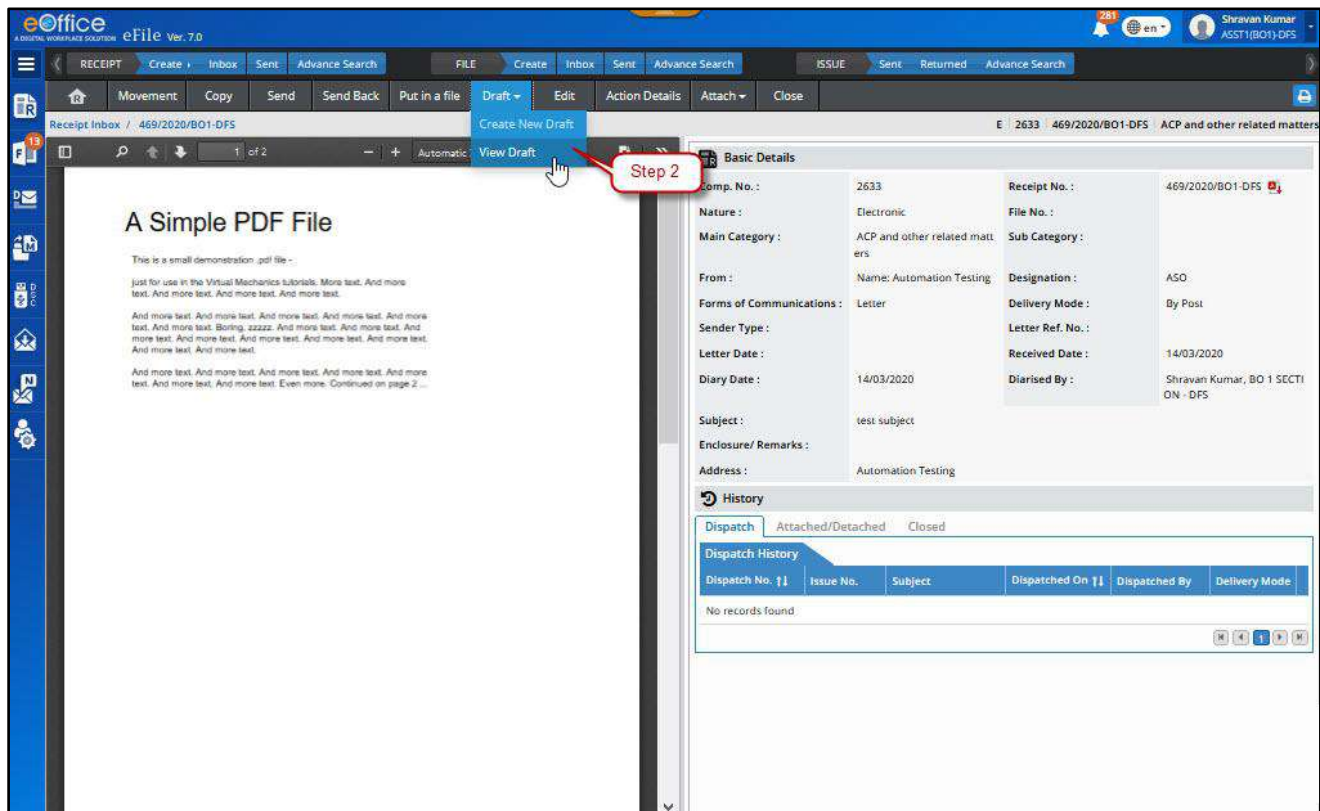 eOffice
A DIGITAL WORKPLACE SOLUTION eFile Ver. 7.0
281
en
Shravan Kumar
ASST1(BO1)-DFS
RECEIPT Create Inbox Sent Advance Search FILE Create Inbox Sent Advance Search ISSUE Sent Returned Advance Search
Movement Copy Send Send Back Put in a file Draft Edit Action Details Attach Close
Receipt Inbox / 469/2020/BO1-DFS
Create New Draft
E 2633 469/2020/BO1-DFS ACP and other related matters
13
1 of 2 Automatic
View Draft
Step 2
A Simple PDF File
This is a small demonstration .pdf file -
just for use in the Virtual Mechanics tutorials. More text. And more
text. And more text. And more text. And more text.
And more text. And more text. And more text. And more text. And more
text. And more text. Boring, zzzzz. And more text. And more text. And
more text. And more text. And more text. And more text. And more text.
And more text. And more text.
And more text. And more text. And more text. And more text. And more
text. And more text. And more text. Even more. Continued on page 2 ...
Basic Details
Comp. No. : 2633 Receipt No. : 469/2020/BO1-DFS
Nature : Electronic File No. :
Main Category : ACP and other related matt
ers
Sub Category :
From : Name: Automation Testing Designation : ASO
Forms of Communications : Letter Delivery Mode : By Post
Sender Type : Letter Ref. No. :
Letter Date : Received Date : 14/03/2020
Diary Date : 14/03/2020 Diarised By : Shravan Kumar, BO 1 SECTI
ON - DFS
Subject : test subject
Enclosure/ Remarks :
Address : Automation Testing
History
Dispatch Attached/Detached Closed
Dispatch History
Dispatch No. Issue No. Subject Dispatched On Dispatched By Delivery Mode
No records found
1